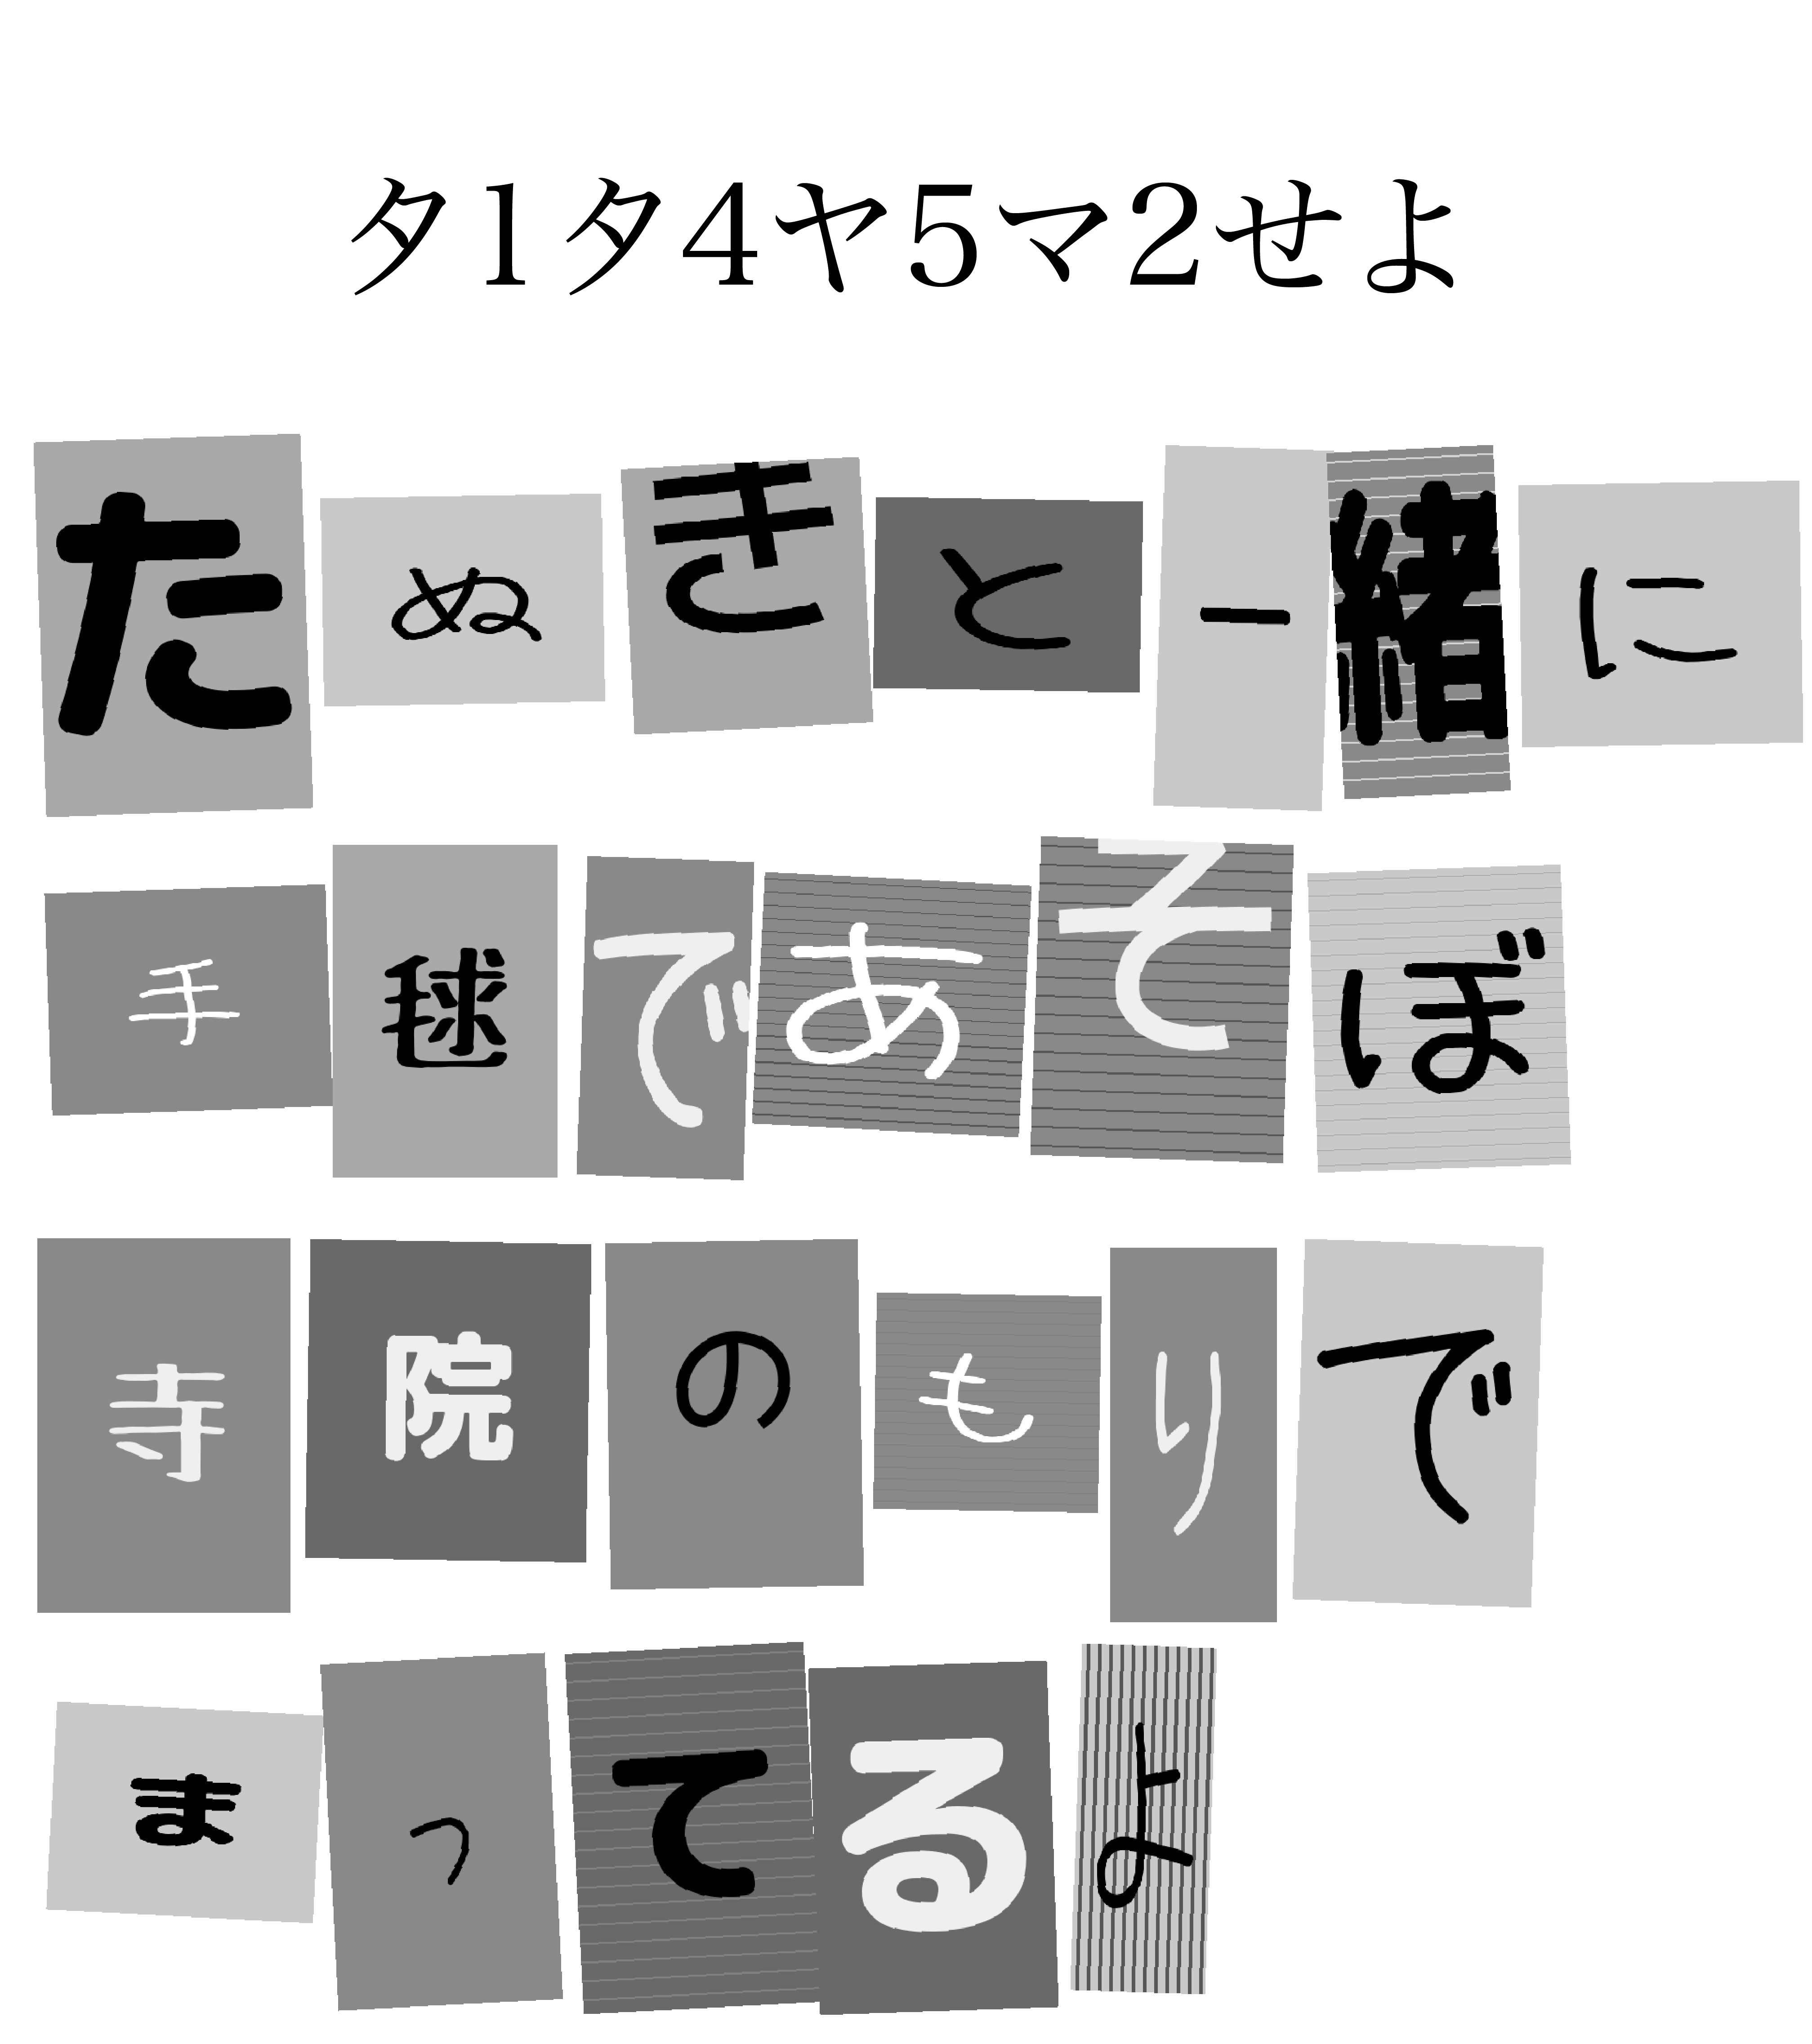 タ1タ4ヤ5マ2せよ
たぬきと一緒に
手毬であそぼ
寺院のもりで
まってるよ